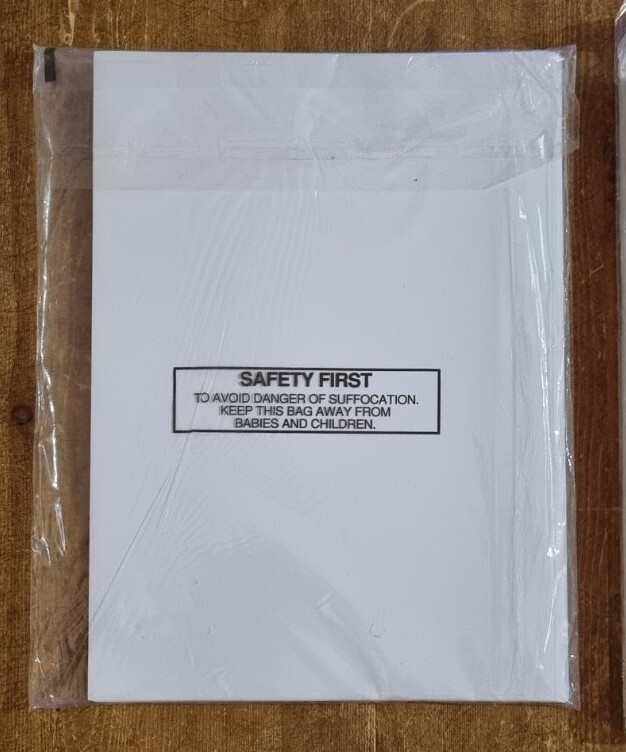 SAFETY FIRST
TO AVOID DANGER OF SUFFOCATION.
KEEP THIS BAG AWAY FROM
BABIES AND CHILDREN.